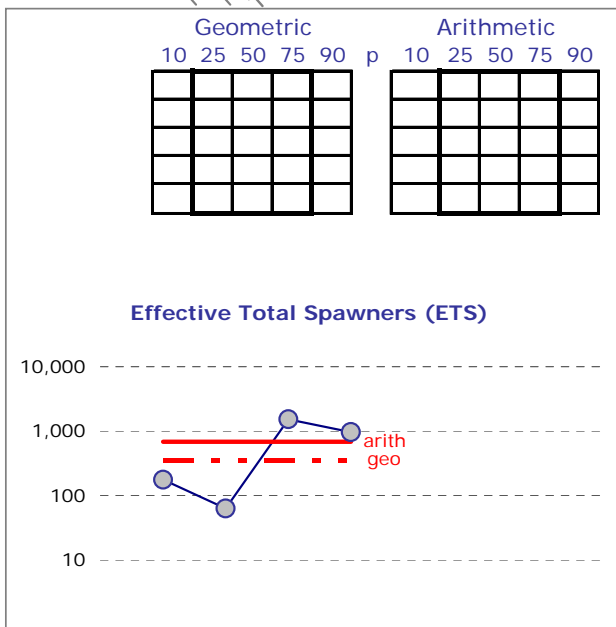 Geometric Arithmetic
10 25 50 75 90 p 10 25 50 75 90
Effective Total Spawners (ETS)
10,000
1,000
arith
geo
100
10